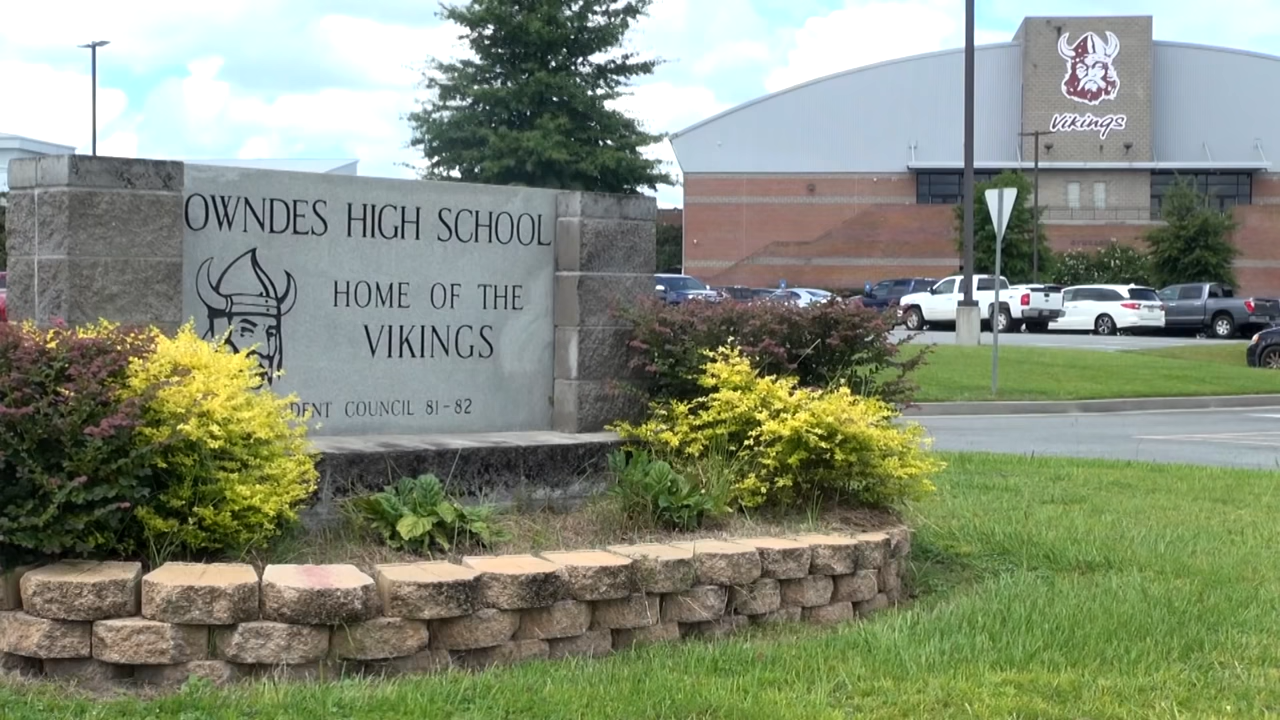 OWNDES HIGH SCHOOL
HOME OF THE
VIKINGS
DENT COUNCIL 81-82
Vikings